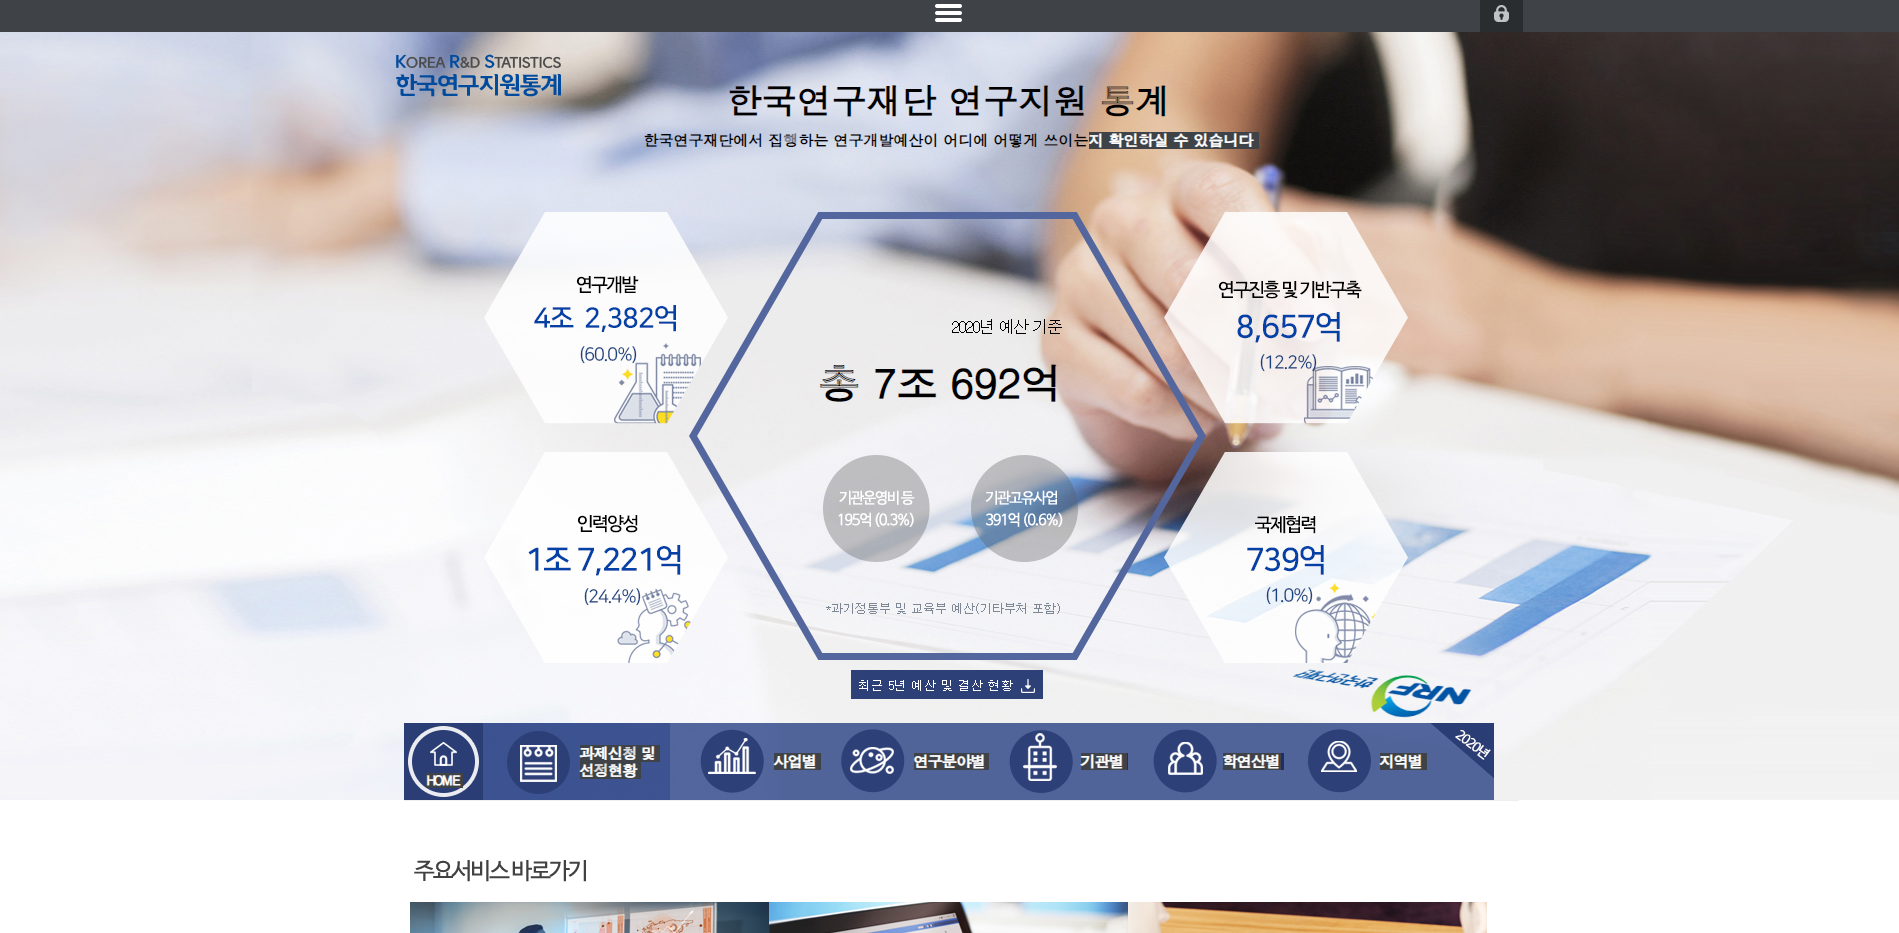 KOREA R&D STATISTICS
한국연구지원통계
한국연구재단 연구지원 통계
한국연구재단에서 집행하는 연구개발예산이 어디에 어떻게 쓰이는지 확인하실 수 있습니다
연구개발
4조 2,382억
(60.0%)
연구진흥 및 기반구축
8,657억
(12.2%)
2020년 예산 기준
총 7조 692억
기관운영비 등
195억 (0.3%)
기관고유사업
391억 (0.6%)
인력양성
1조 7,221억
(24.4%)
국제협력
739억
(1.0%)
*과기정통부 및 교육부 예산(기타부처 포함)
최근 5년 예산 및 결산 현황
NRF
HOME
과제신청 및
선정현황
사업별
연구분야별
기관별
학연산별
지역별
2020년
주요서비스 바로가기